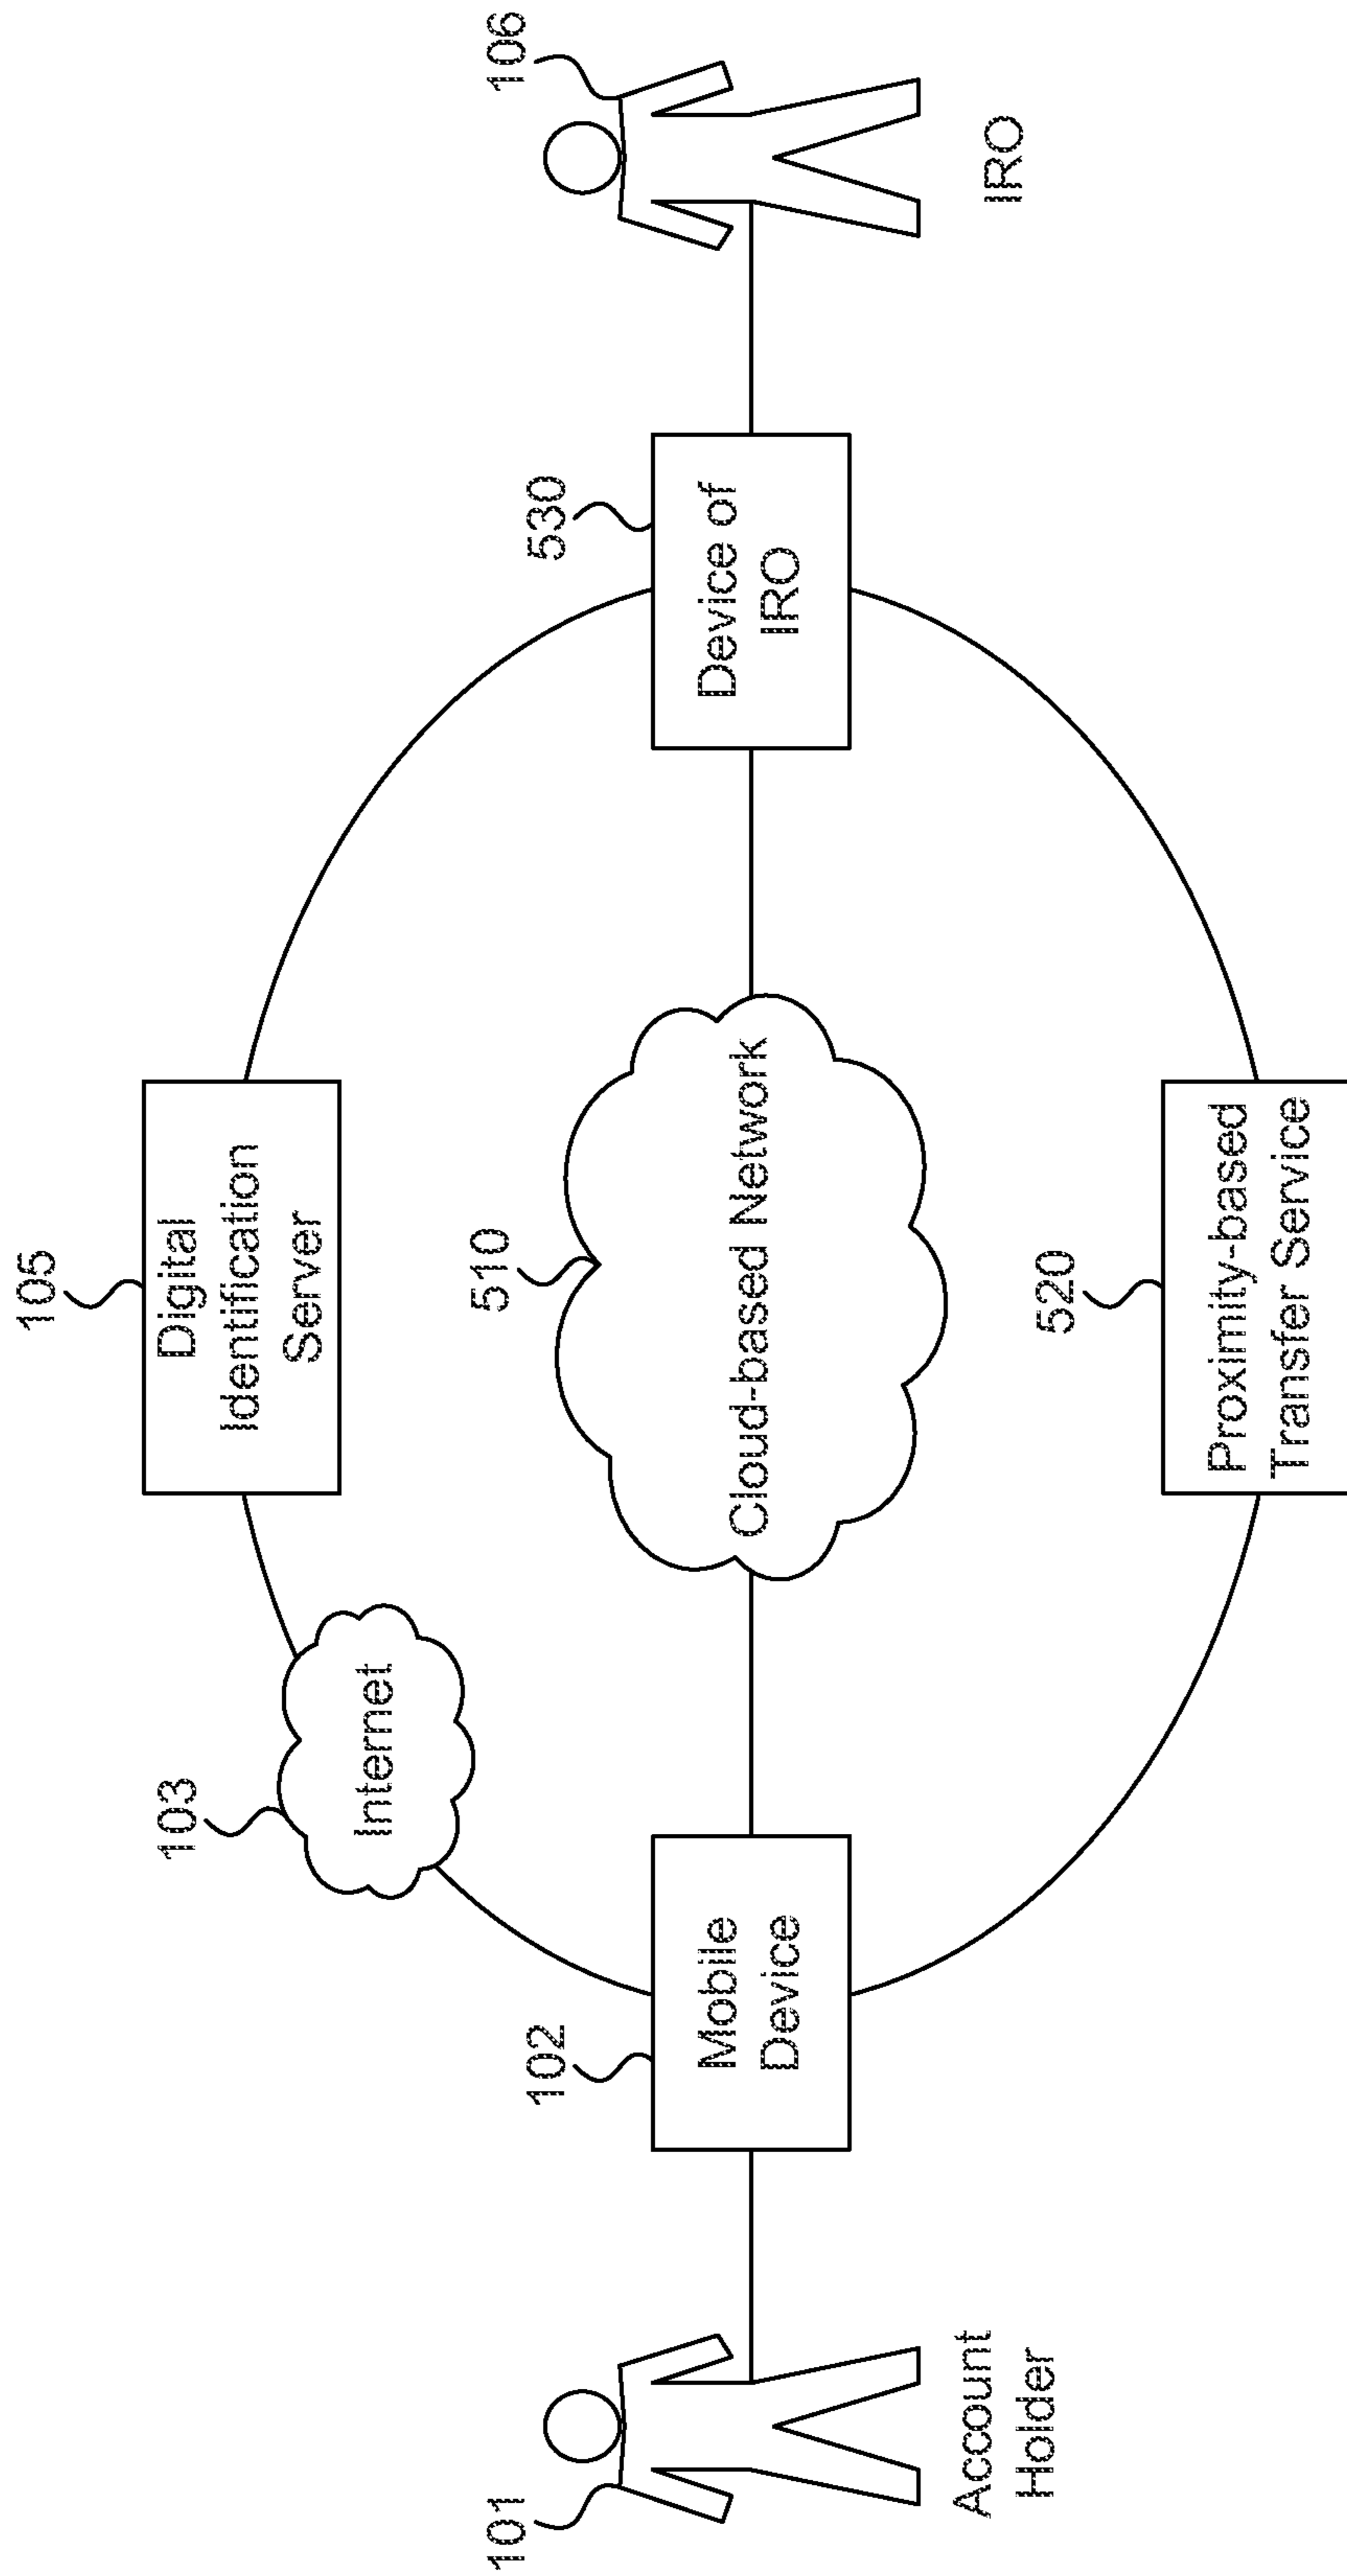 105
Digital
Identification
Server
103
Internet
101
Account
Holder
102
Mobile
Device
510
Cloud-based Network
530
Device of
IRO
106
IRO
520
Proximity-based
Transfer Service